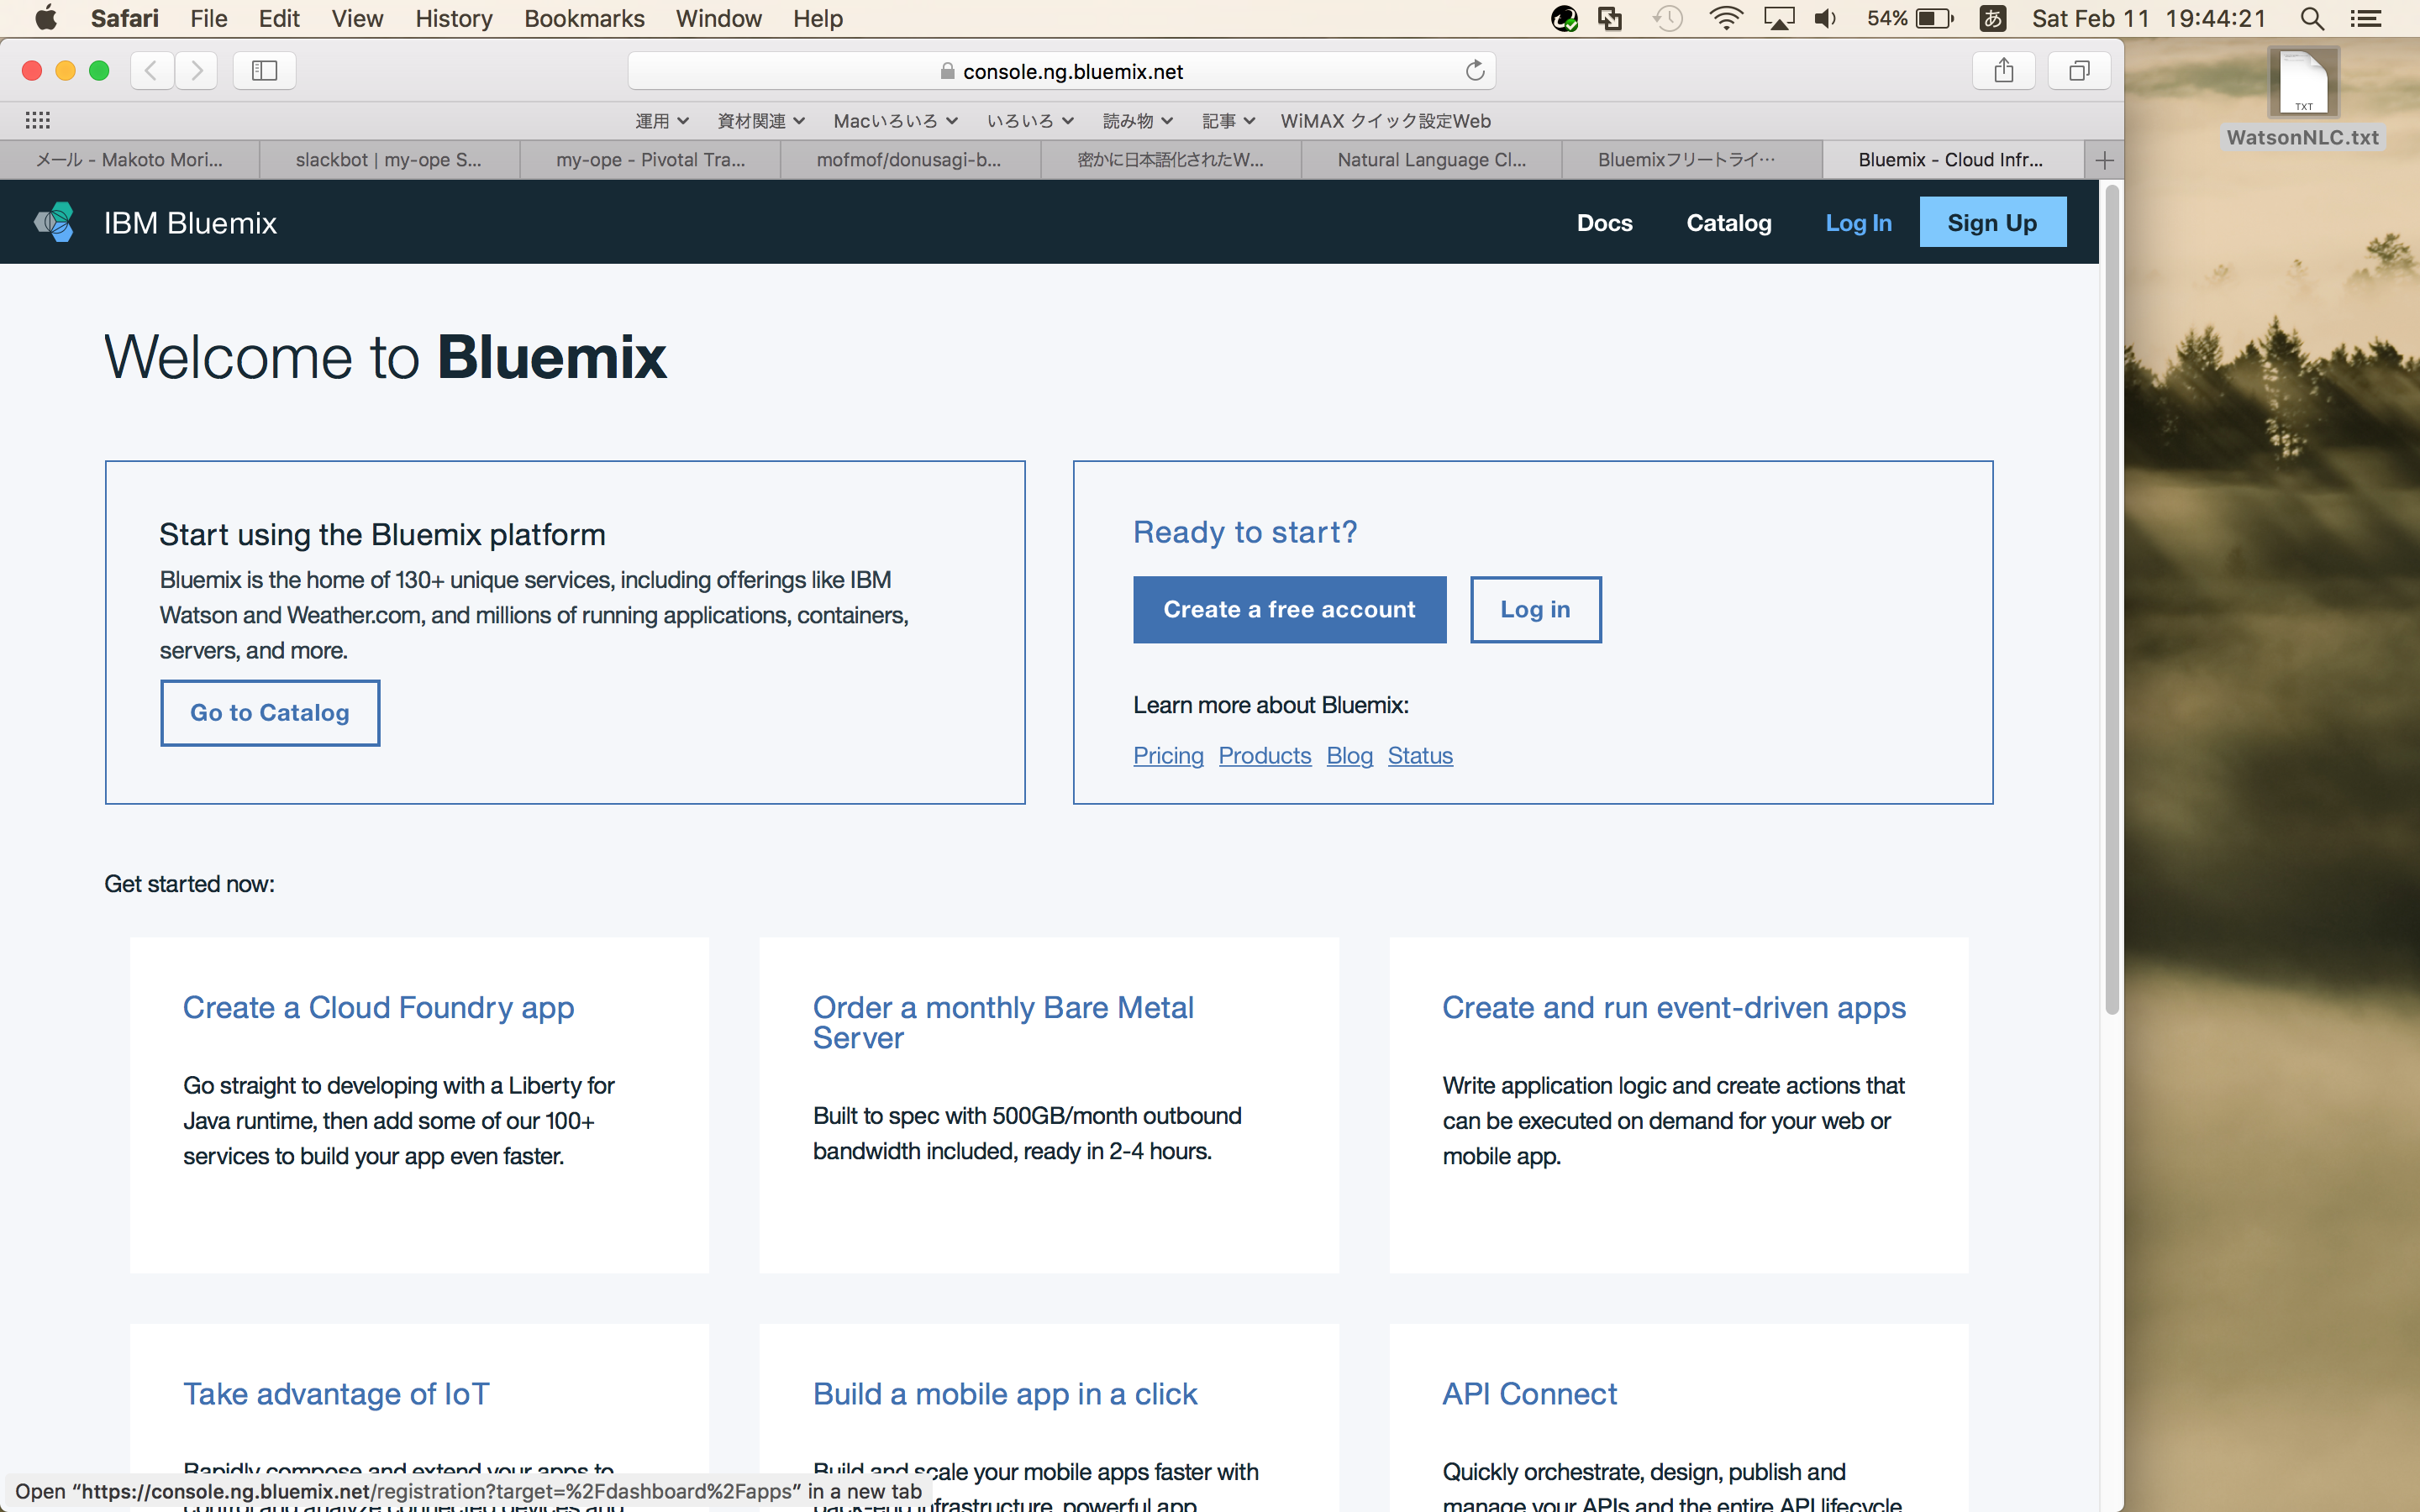 Safari File Edit View History Bookmarks Window Help
54% あ Sat Feb 11 19:44:21
console.ng.bluemix.net
運用 資材関連 Macいろいろ いろいろ 読み物 記事 WiMAX クイック設定Web
メール - Makoto Mori... slackbot | my-ope S... my-ope - Pivotal Tra... mofmof/donusagi-b... 密かに日本語化されたW... Natural Language Cl... Bluemixフリートライ… Bluemix - Cloud Infr...
TXT
WatsonNLC.txt
IBM Bluemix
Docs Catalog Log In Sign Up
Welcome to Bluemix
Start using the Bluemix platform
Bluemix is the home of 130+ unique services, including offerings like IBM
Watson and Weather.com, and millions of running applications, containers,
servers, and more.
Go to Catalog
Ready to start?
Create a free account Log in
Learn more about Bluemix:
Pricing Products Blog Status
Get started now:
Create a Cloud Foundry app
Go straight to developing with a Liberty for
Java runtime, then add some of our 100+
services to build your app even faster.
Order a monthly Bare Metal
Server
Built to spec with 500GB/month outbound
bandwidth included, ready in 2-4 hours.
Create and run event-driven apps
Write application logic and create actions that
can be executed on demand for your web or
mobile app.
Take advantage of IoT
Rapidly compose and extend your apps to
control and analyze connected devices and
Build a mobile app in a click
Build and scale your mobile apps faster with
back-end infrastructure, powerful app
API Connect
Quickly orchestrate, design, publish and
manage your APIs and the entire API lifecycle
Open “https://console.ng.bluemix.net/registration?target=%2Fdashboard%2Fapps” in a new tab